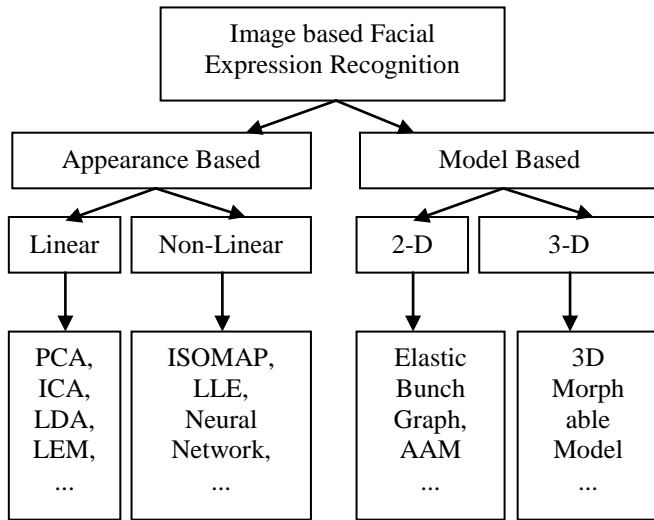 Image based Facial
Expression Recognition
Appearance Based
Model Based
Linear
Non-Linear
2-D
3-D
PCA,
ICA,
LDA,
LEM,
...
ISOMAP,
LLE,
Neural
Network,
...
Elastic
Bunch
Graph,
AAM
...
3D
Morph
able
Model
...